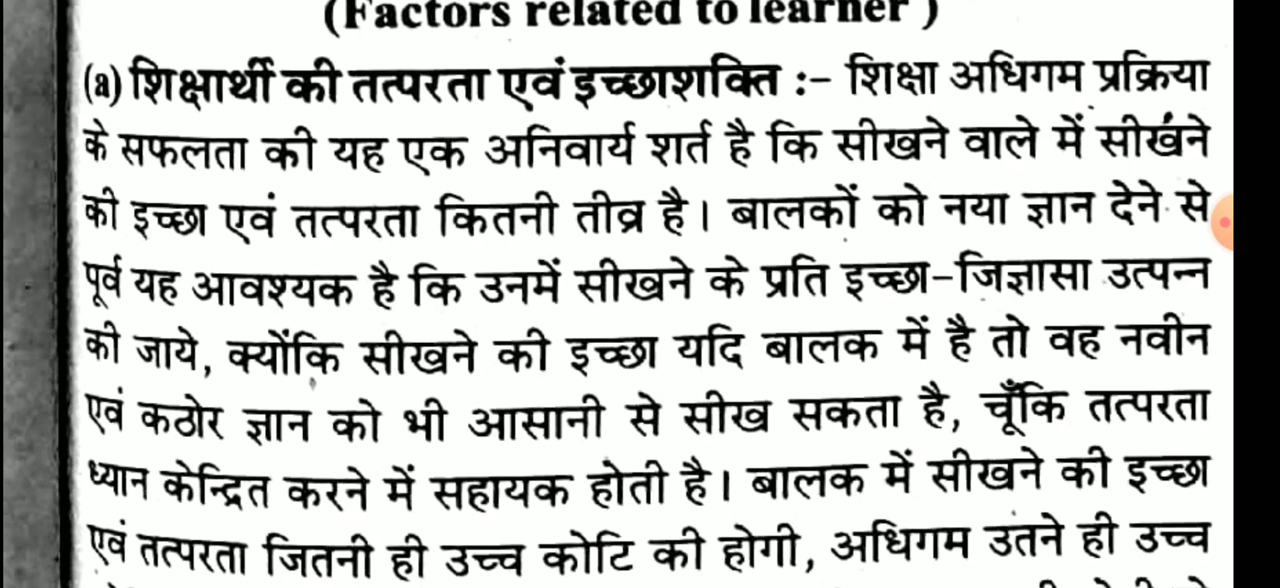 (Factors related to learner )
(a) शिक्षार्थी की तत्परता एवं इच्छाशक्ति :– शिक्षा अधिगम प्रक्रिया
के सफलता की यह एक अनिवार्य शर्त है कि सीखने वाले में सीखने
की इच्छा एवं तत्परता कितनी तीव्र है। बालकों को नया ज्ञान देने से
पूर्व यह आवश्यक है कि उनमें सीखने के प्रति इच्छा-जिज्ञासा उत्पन्न
की जाये, क्योंकि सीखने की इच्छा यदि बालक में है तो वह नवीन
एवं कठोर ज्ञान को भी आसानी से सीख सकता है, चूँकि तत्परता
ध्यान केन्द्रित करने में सहायक होती है। बालक में सीखने की इच्छा
एवं तत्परता जितनी ही उच्च कोटि की होगी, अधिगम उतने ही उच्च